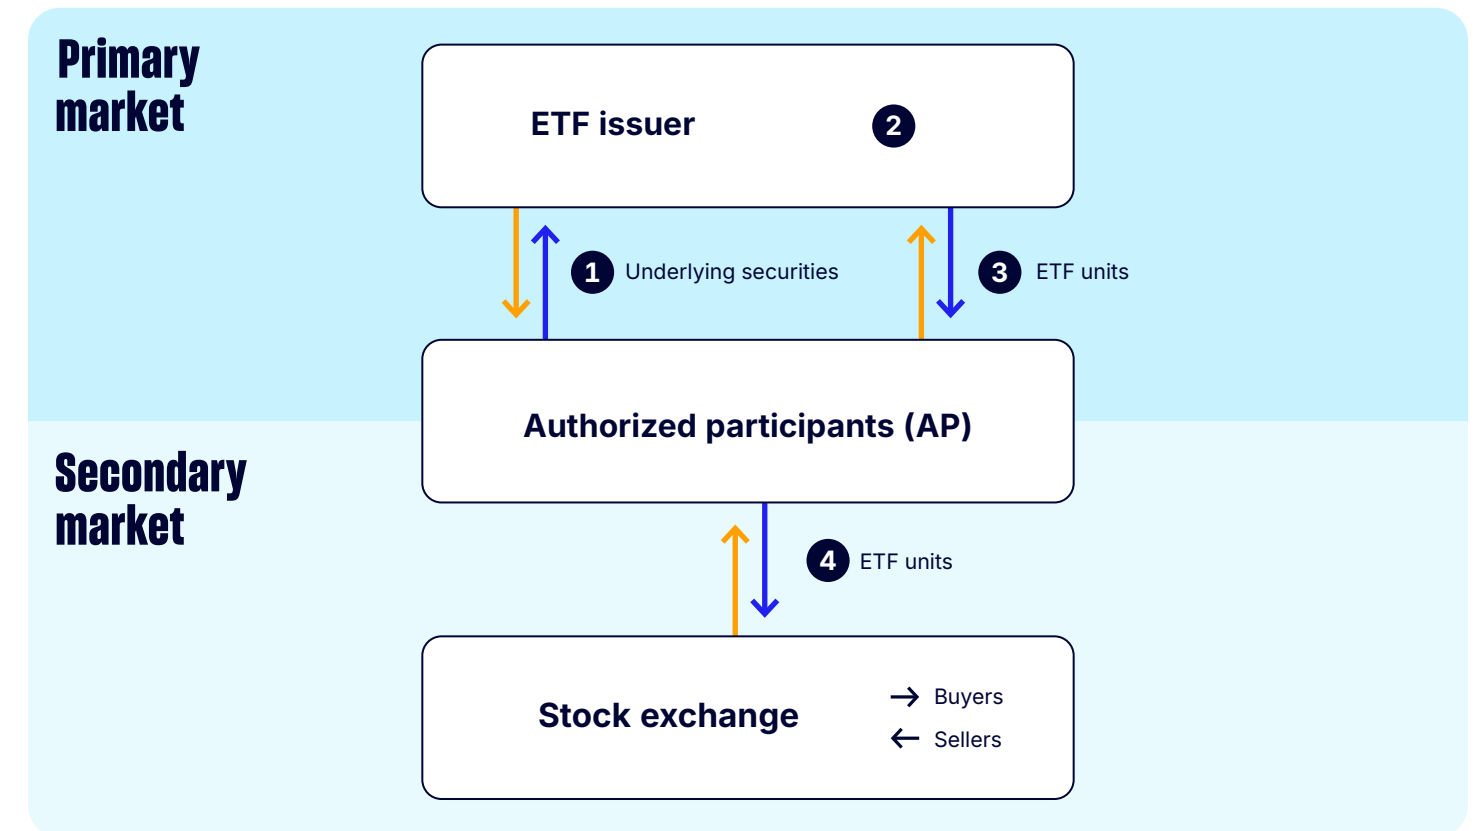 Primary
market
ETF issuer
2
1
Underlying securities
3
ETF units
Authorized participants (AP)
Secondary
market
4
ETF units
Stock exchange
Buyers
Sellers